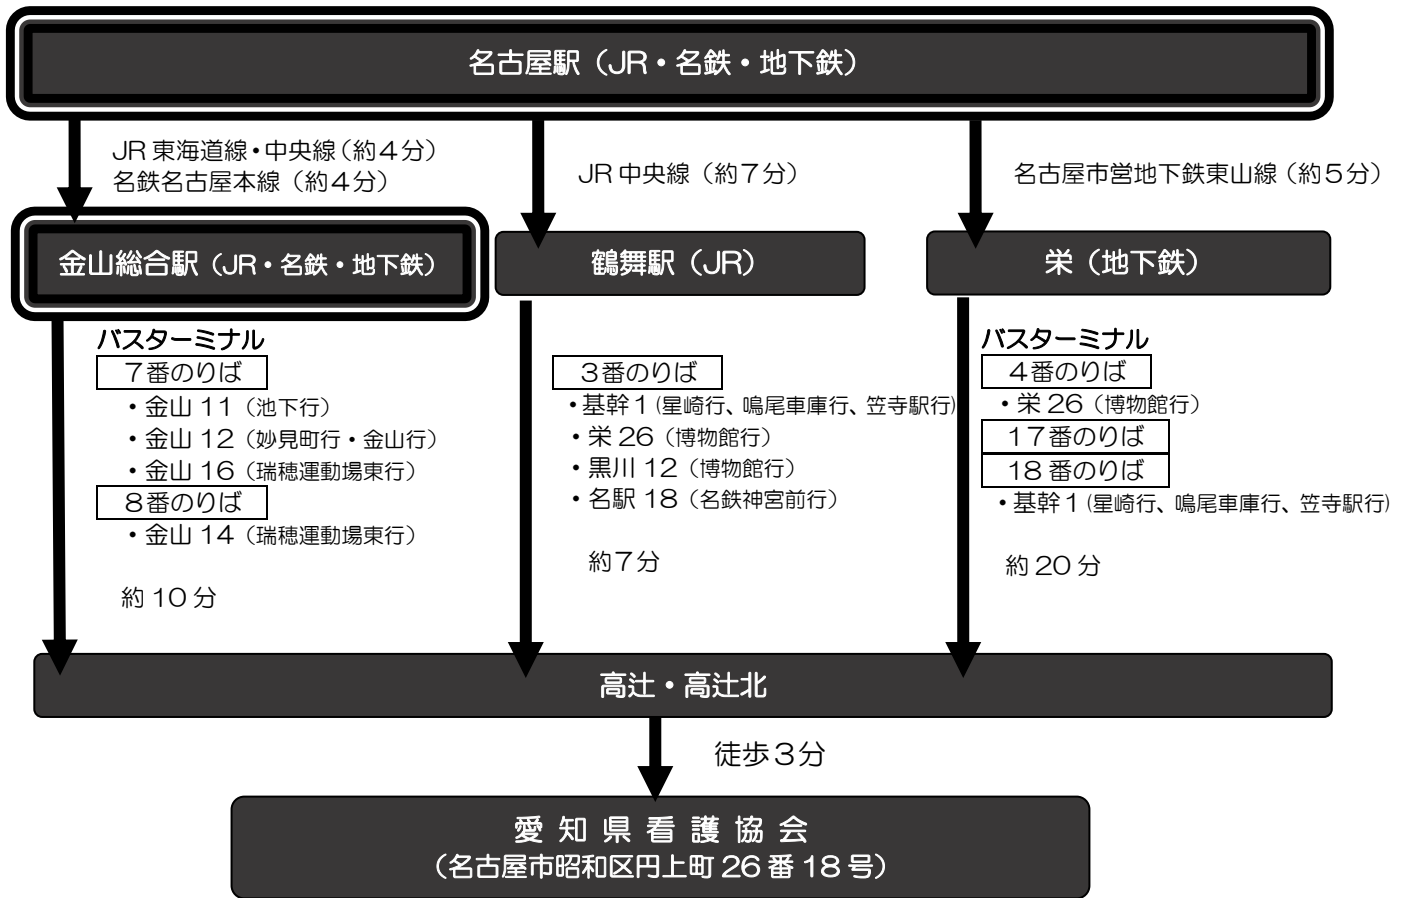 名古屋駅（JR・名鉄・地下鉄）
JR東海道線・中央線（約４分）
名鉄名古屋本線（約４分）
JR中央線（約７分）
名古屋市営地下鉄東山線（約５分）
金山総合駅（JR・名鉄・地下鉄）
鶴舞駅（JR）
栄（地下鉄）
バスターミナル
７番のりば
・金山 11（池下行）
・金山 12（妙見町行・金山行）
・金山 16（瑞穂運動場東行）
８番のりば
・金山 14（瑞穂運動場東行）
約 10 分
３番のりば
・基幹１(星崎行、鳴尾車庫行、笠寺駅行)
・栄 26（博物館行）
・黒川 12（博物館行）
・名駅 18（名鉄神宮前行）
約７分
バスターミナル
４番のりば
・栄 26（博物館行）
１７番のりば
18 番のりば
・基幹１(星崎行、鳴尾車庫行、笠寺駅行)
約 20 分
高辻・高辻北
徒歩３分
愛 知 県 看 護 協 会
（名古屋市昭和区円上町 26 番 18 号）